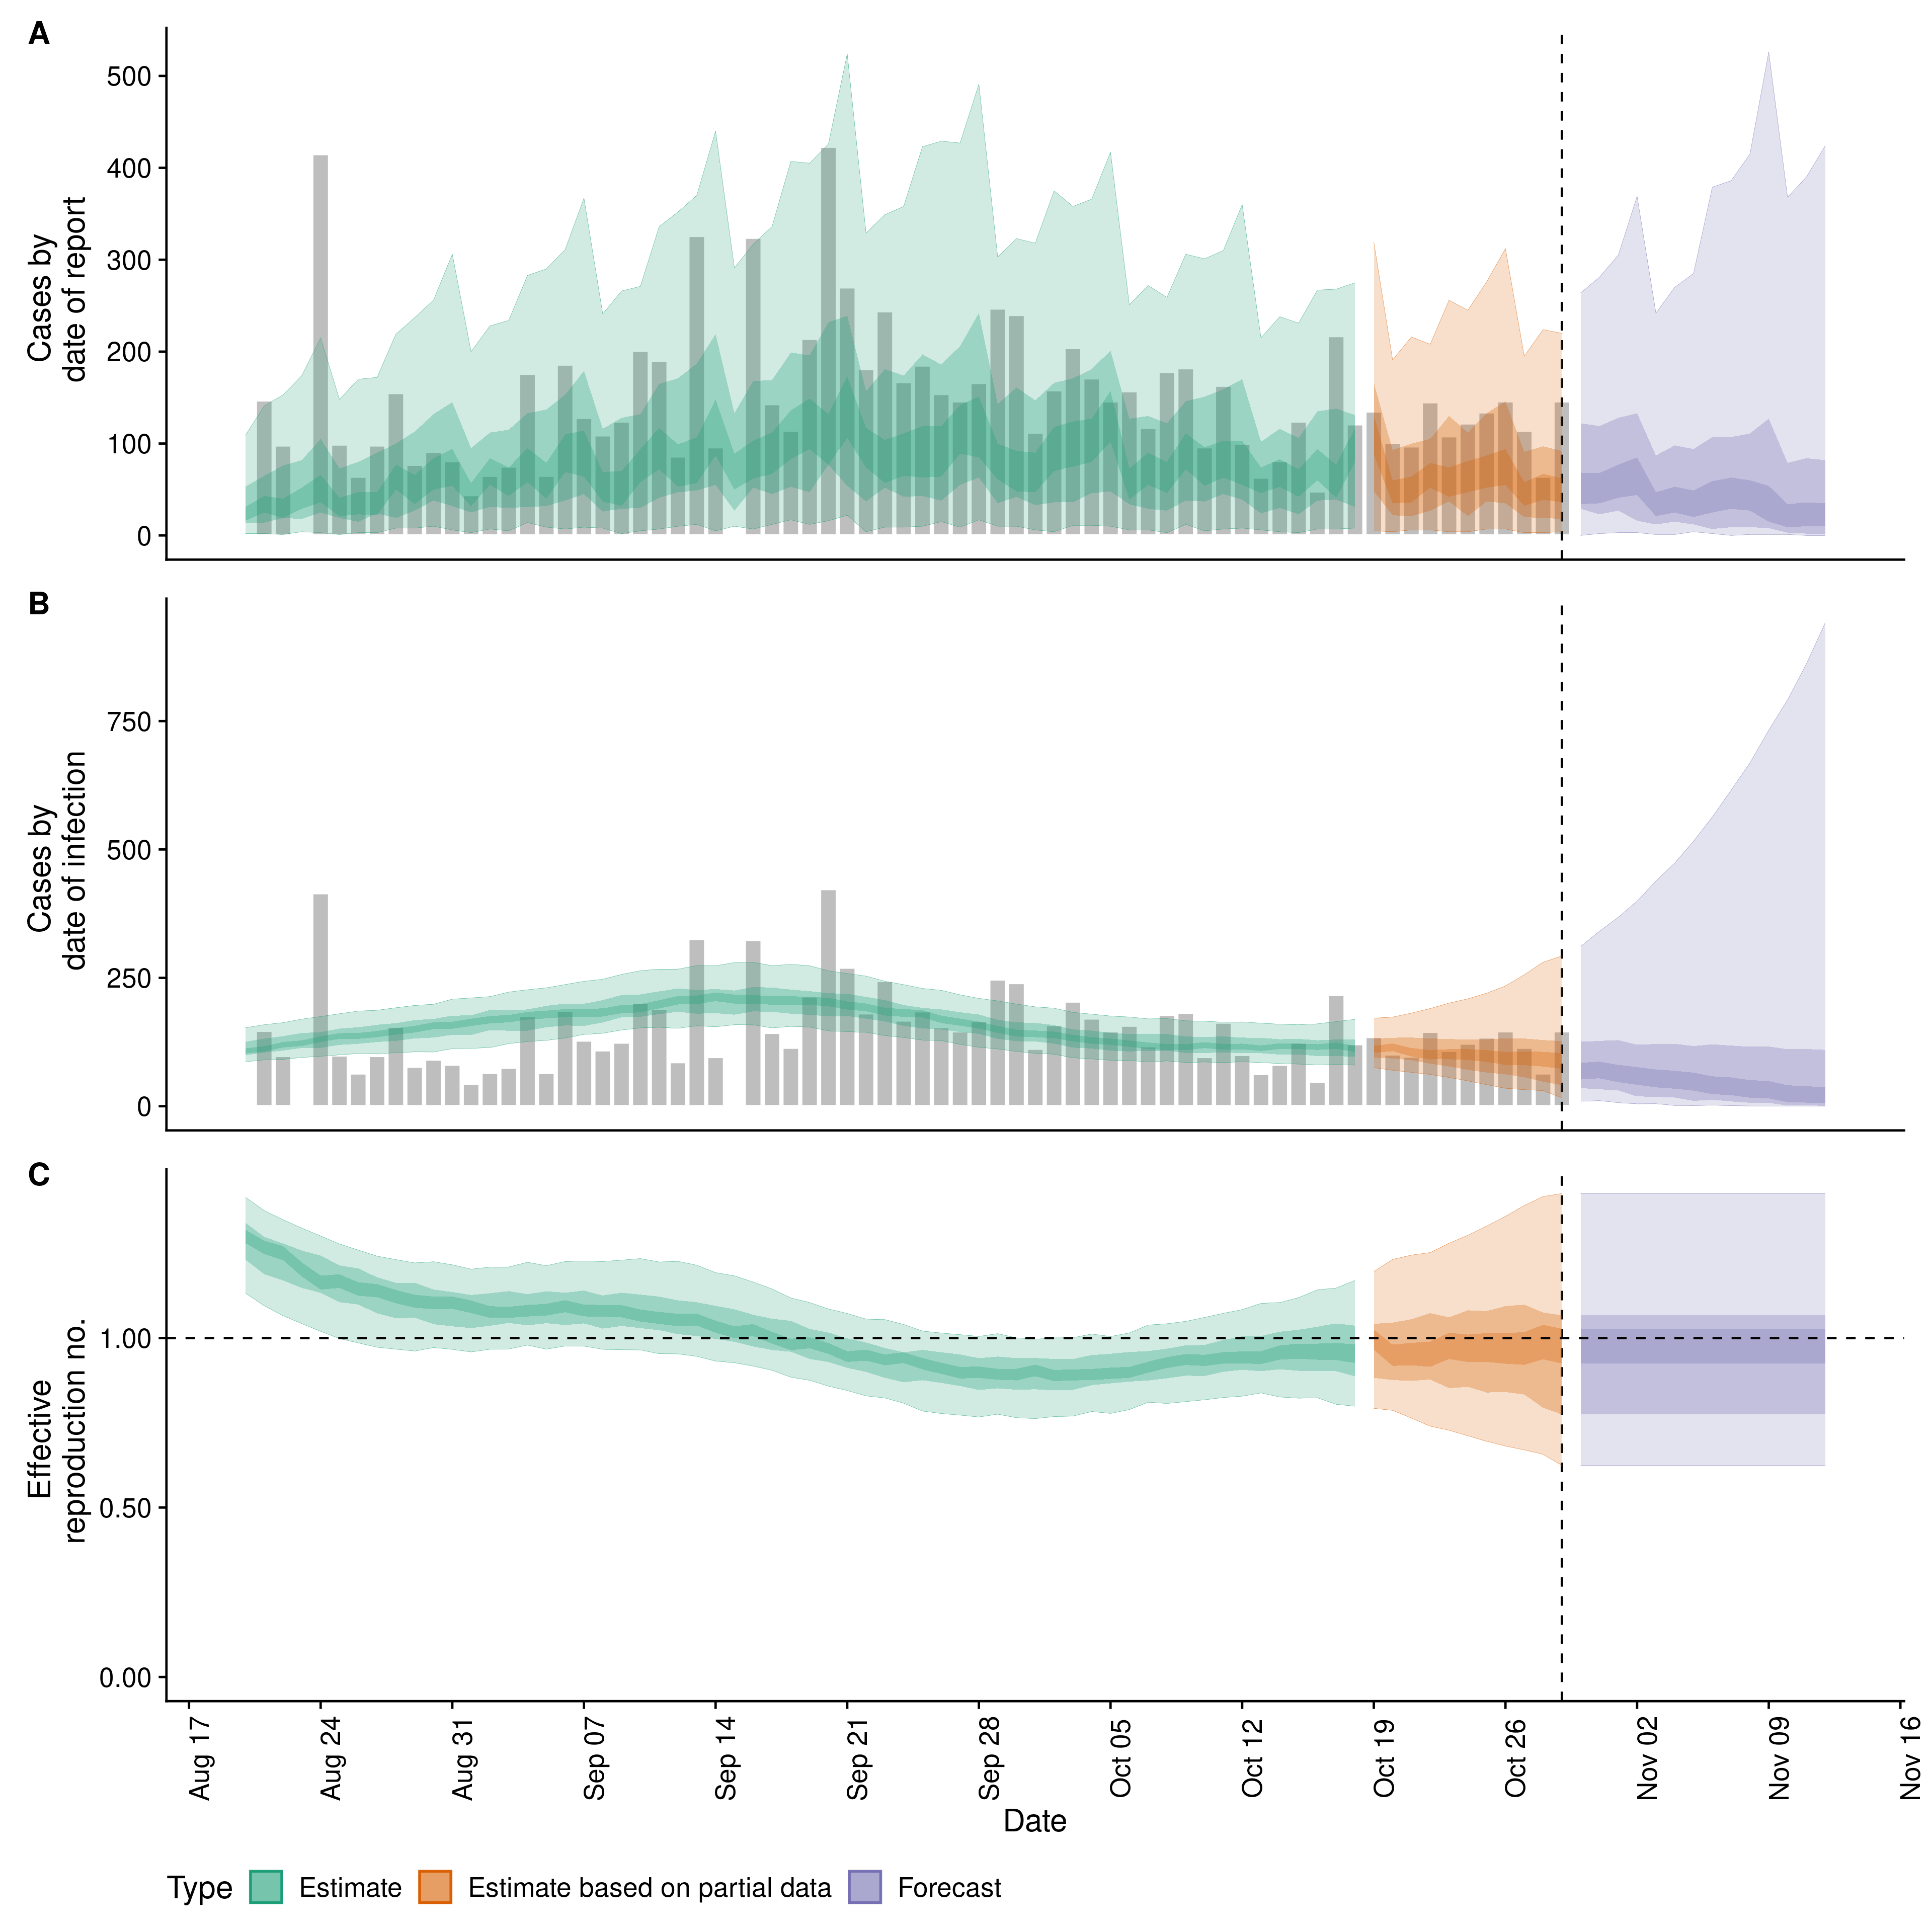 A
500
400
300
200
100
0
Cases by
date of report
B
750
500
250
0
Cases by
date of infection
C
1.00
0.50
0.00
Effective
reproduction no.
Aug 17
Aug 24
Aug 31
Sep 07
Sep 14
Sep 21
Sep 28
Oct 05
Oct 12
Oct 19
Oct 26
Nov 02
Nov 09
Nov 16
Date
Type Estimate Estimate based on partial data Forecast